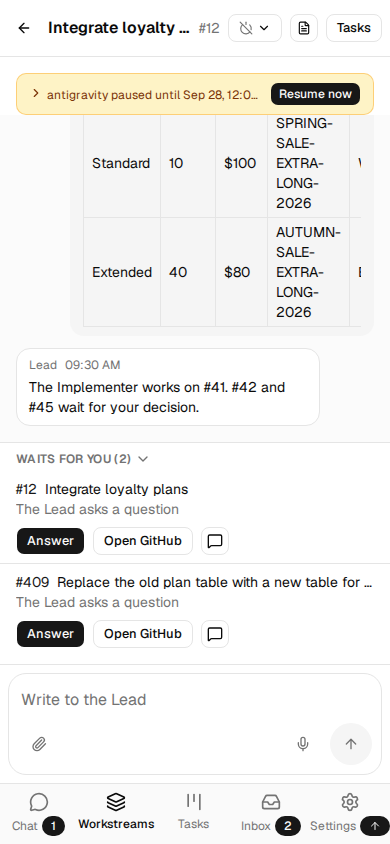 Integrate loyalty ... #12 Tasks
antigravity paused until Sep 28, 12:0... Resume now
Standard 10 $100 SPRING-
SALE-
EXTRA-
LONG-
2026
Extended 40 $80 AUTUMN-
SALE-
EXTRA-
LONG-
2026
Lead 09:30 AM
The Implementer works on #41. #42 and
#45 wait for your decision.
WAITS FOR YOU (2)
#12 Integrate loyalty plans
The Lead asks a question
Answer Open GitHub
#409 Replace the old plan table with a new table for ...
The Lead asks a question
Answer Open GitHub
Write to the Lead
Chat 1 Workstreams Tasks Inbox 2 Settings